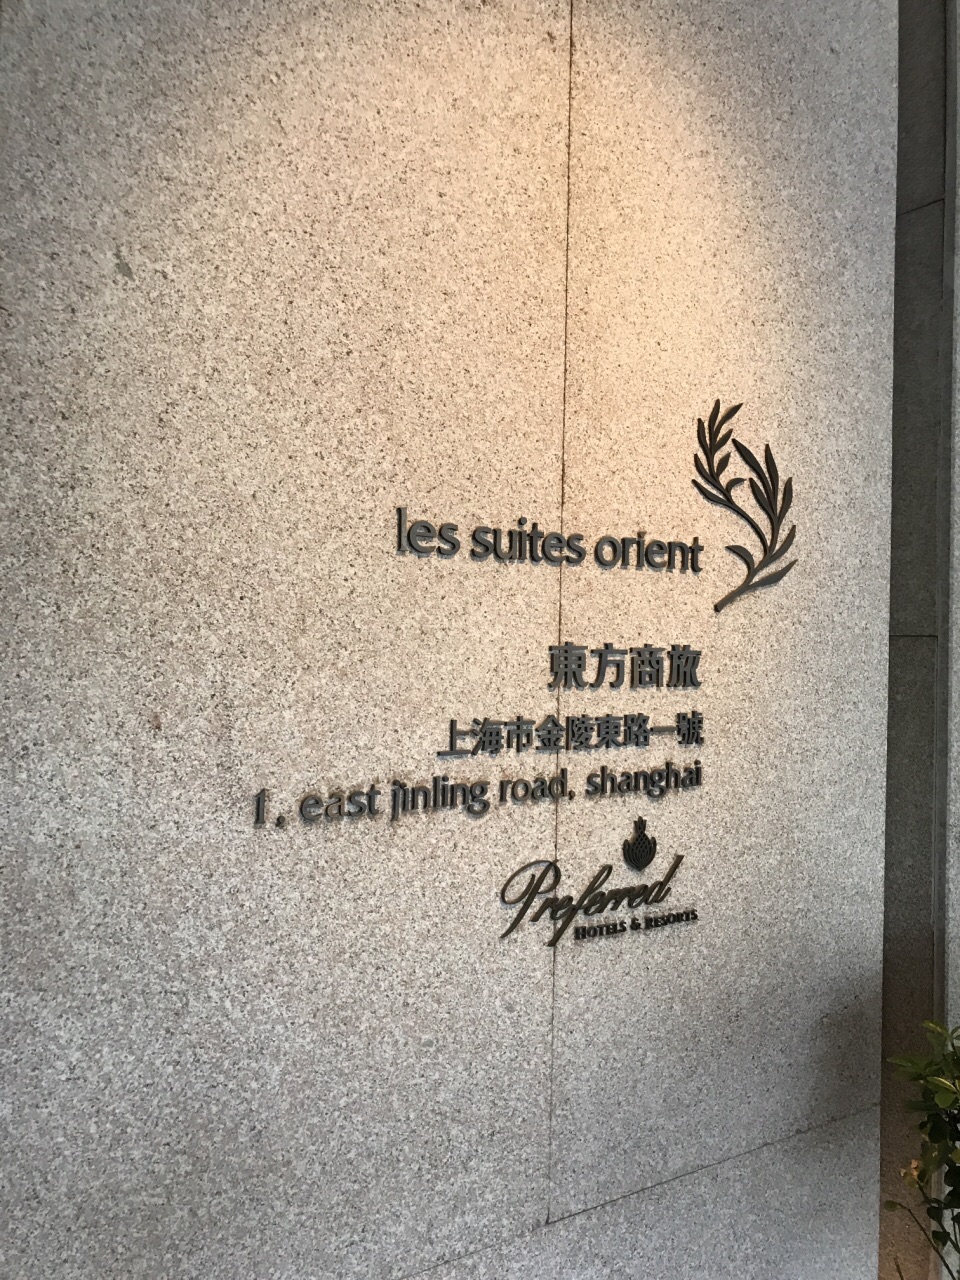 les suites orient
東方商旅
上海市金陵東路一號
1, east jinling road, shanghai
Preferred
HOTELS & RESORTS